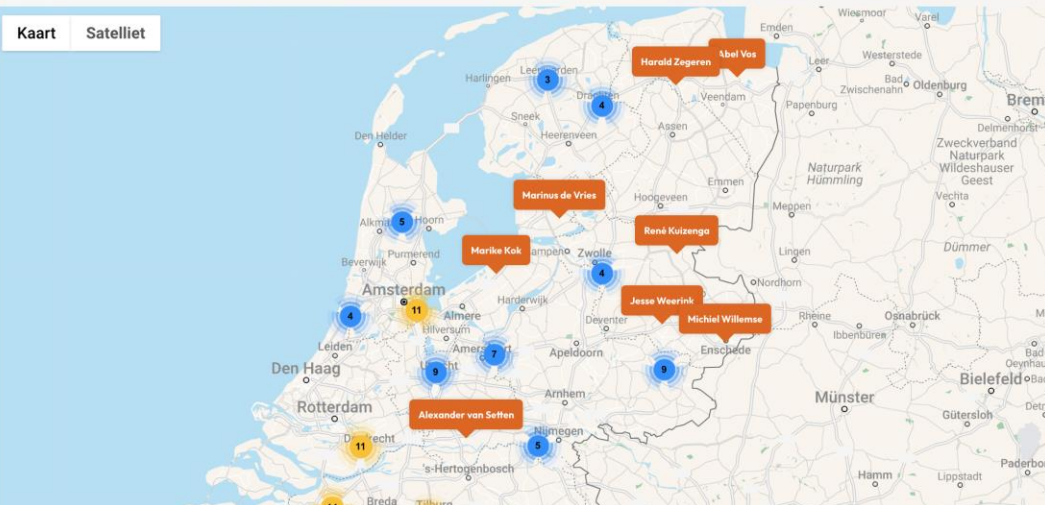 Kaart Satelliet
Wiesmoor
Varel
Emden
Abel Vos
Harald Zegeren
Leer
Westerstede
Leeuwarden
Harlingen
3
Bad
Zwischenahn
Oldenburg
Drachten
4
Veendam
Papenburg
Brem
Sneek
Assen
Delmenhorst
Den Helder
Heerenveen
Zweckverband
Naturpark
Wildeshauser
Geest
Naturpark
Hümmling
Emmen
Marinus de Vries
Hoogeveen
Vechta
Meppen
5
Hoorn
René Kuizenga
Marike Kok
Zwolle
Lingen
Dümmer
Purmerend
Beverwijk
4
Nordhorn
Amsterdam
Harderwijk
Jesse Weerink
11
Almere
4
Deventer
Michiel Willemse
Rheine
Osnabrück
Hilversum
Ibbenbüren
Leiden
7
Apeldoorn
Enschede
Bad
Oeynhau
Den Haag
9
9
Bielefeld
Arnhem
Münster
Rotterdam
Alexander van Setten
Gütersloh
Nijmegen
11
5
's-Hertogenbosch
Paderbo
Hamm
Lippstadt
Breda
Tilburg